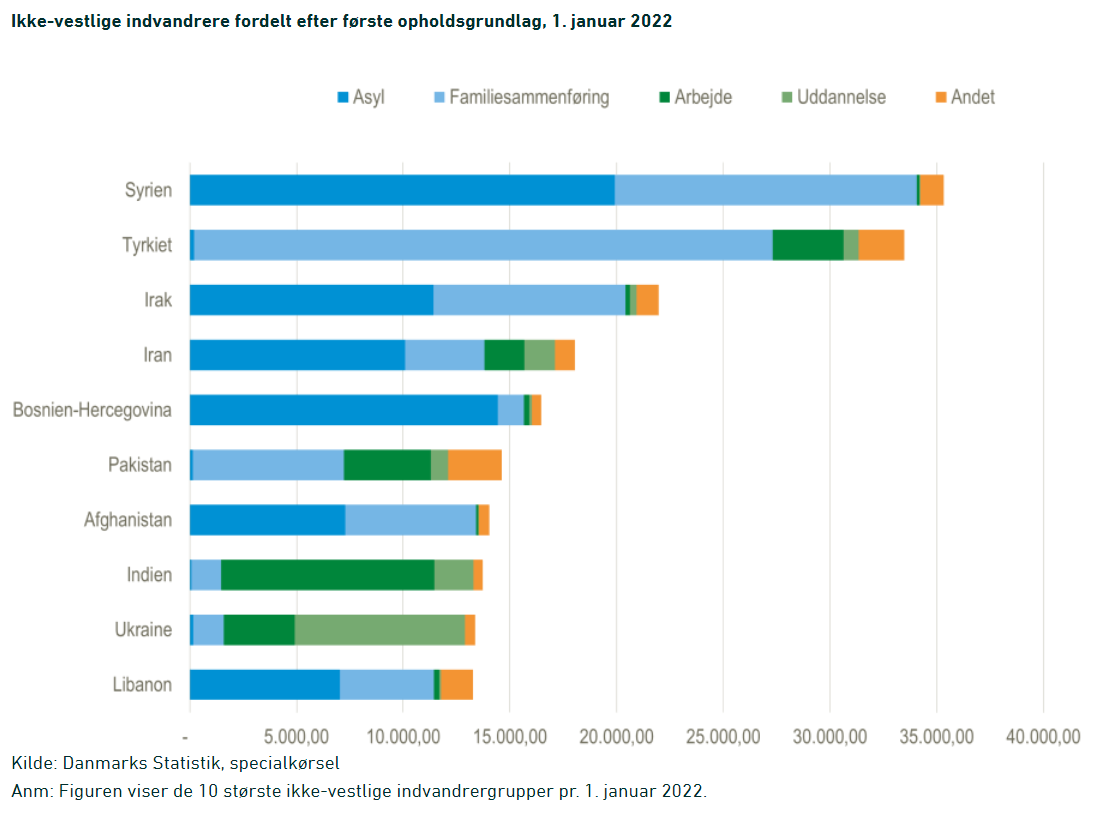 Ikke-vestlige indvandrere fordelt efter første opholdsgrundlag, 1. januar 2022
Asyl Familiesammenføring Arbejde Uddannelse Andet
Syrien
Tyrkiet
Irak
Iran
Bosnien-Hercegovina
Pakistan
Afghanistan
Indien
Ukraine
Libanon
- 5.000,00 10.000,00 15.000,00 20.000,00 25.000,00 30.000,00 35.000,00 40.000,00
Kilde: Danmarks Statistik, specialkørsel
Anm: Figuren viser de 10 største ikke-vestlige indvandrergrupper pr. 1. januar 2022.